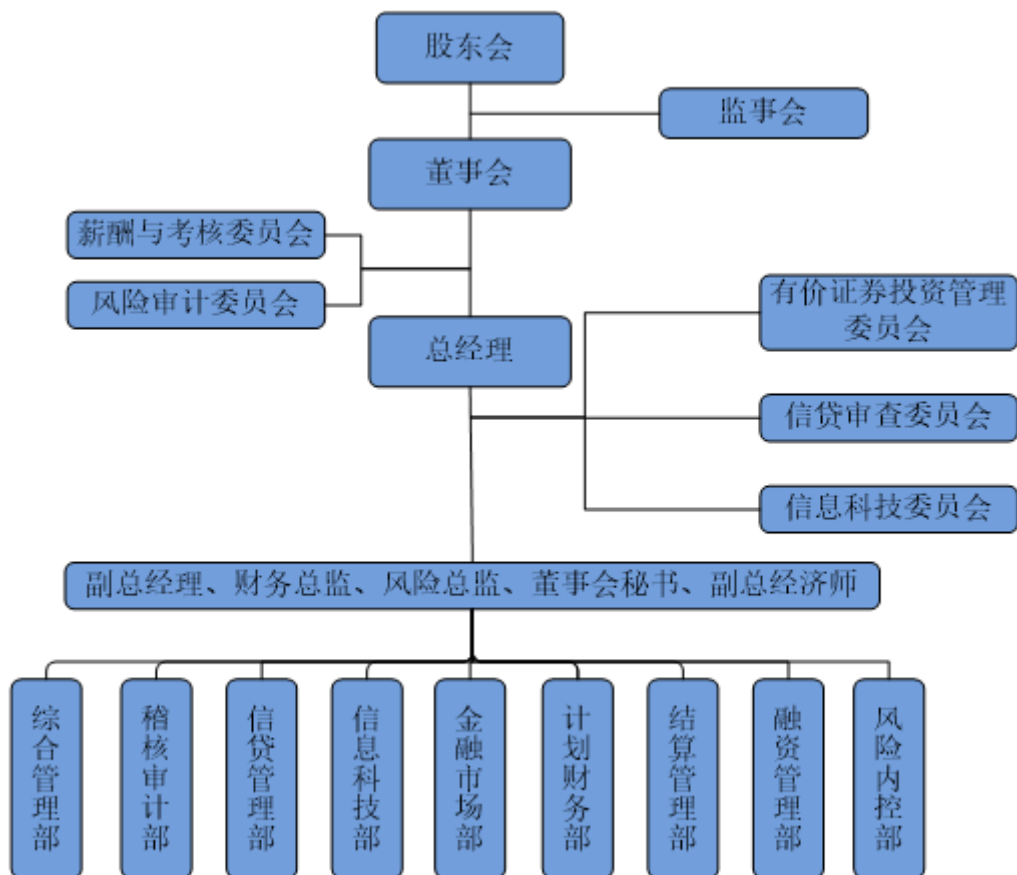 股东会
监事会
董事会
薪酬与考核委员会
风险审计委员会
有价证券投资管理
委员会
总经理
信贷审查委员会
信息科技委员会
副总经理、财务总监、风险总监、董事会秘书、副总经济师
综合管理部
稽核审计部
信贷管理部
信息科技部
金融市场部
计划财务部
结算管理部
融资管理部
风险内控部